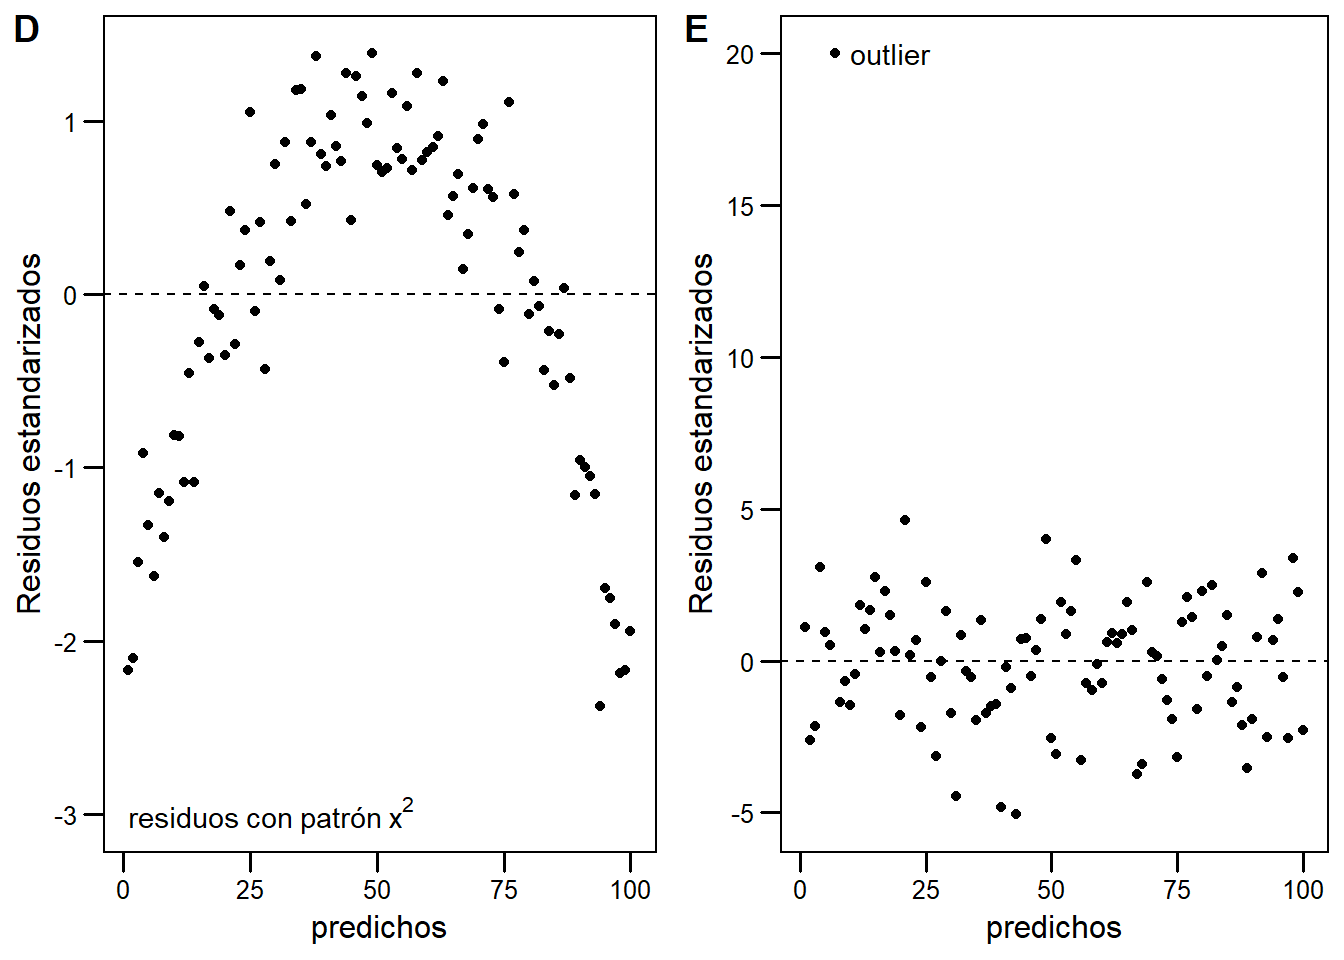 D
1
0
-1
-2
-3
Residuos estandarizados
residuos con patrón x²
0 25 50 75 100
predichos
E
20
15
10
5
0
-5
Residuos estandarizados
outlier
0 25 50 75 100
predichos